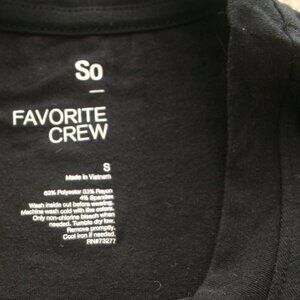 So
FAVORITE
CREW
S
Made in Vietnam
63% Polyester 33% Rayon
4% Spandex
Wash inside out before wearing.
Machine wash cold with like colors.
Only non-chlorine bleach when
needed. Tumble dry low.
Remove promptly.
Cool iron if needed.
RN#73277